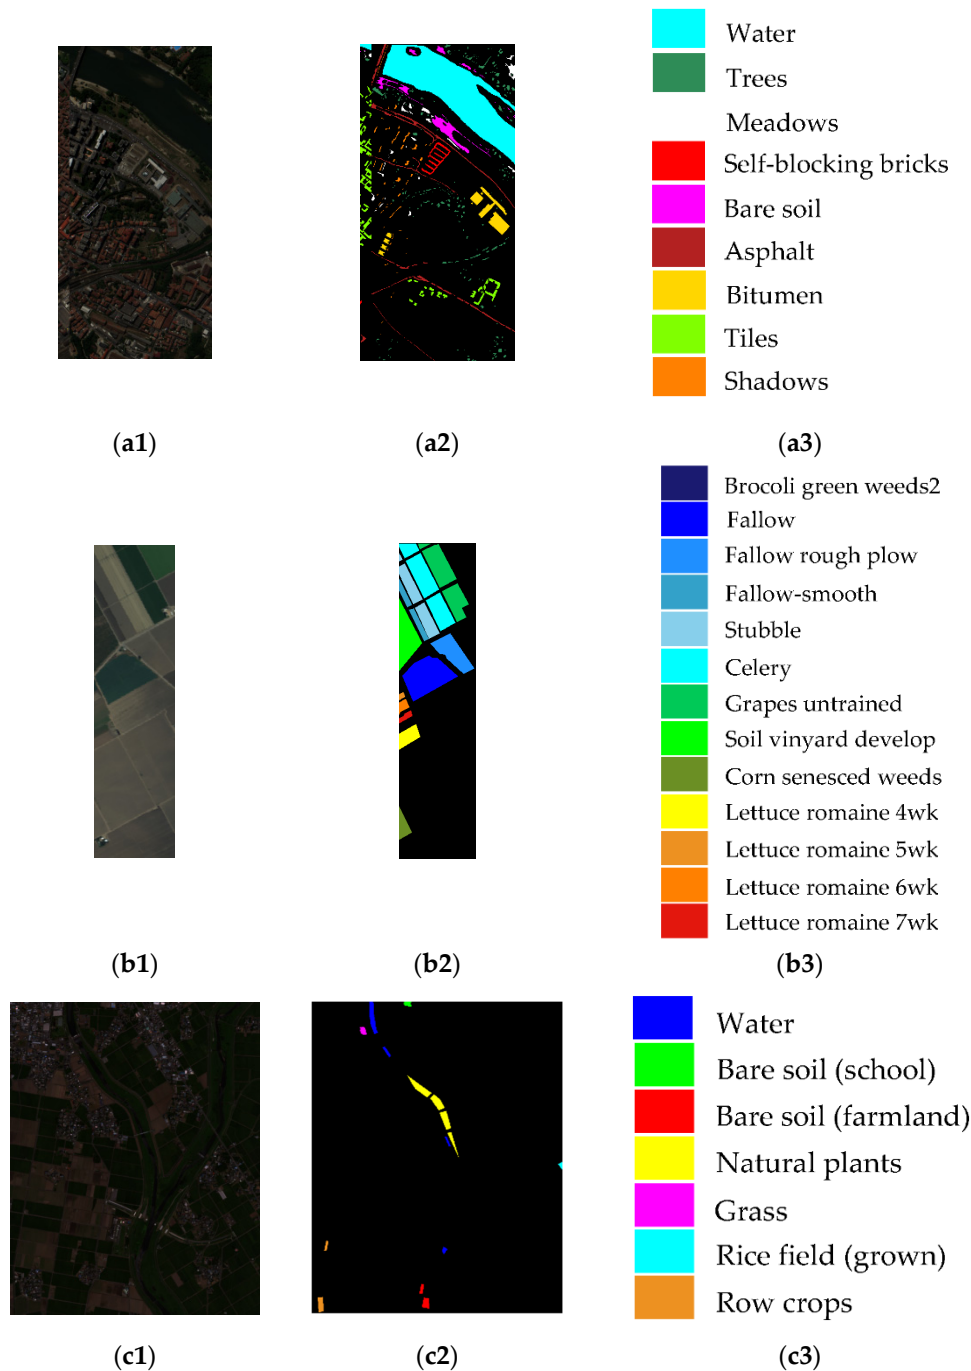 Water
Trees
Meadows
Self-blocking bricks
Bare soil
Asphalt
Bitumen
Tiles
Shadows
(a1)
(a2)
(a3)
Brocoli green weeds2
Fallow
Fallow rough plow
Fallow-smooth
Stubble
Celery
Grapes untrained
Soil vinyard develop
Corn senesced weeds
Lettuce romaine 4wk
Lettuce romaine 5wk
Lettuce romaine 6wk
Lettuce romaine 7wk
(b1)
(b2)
(b3)
Water
Bare soil (school)
Bare soil (farmland)
Natural plants
Grass
Rice field (grown)
Row crops
(c1)
(c2)
(c3)